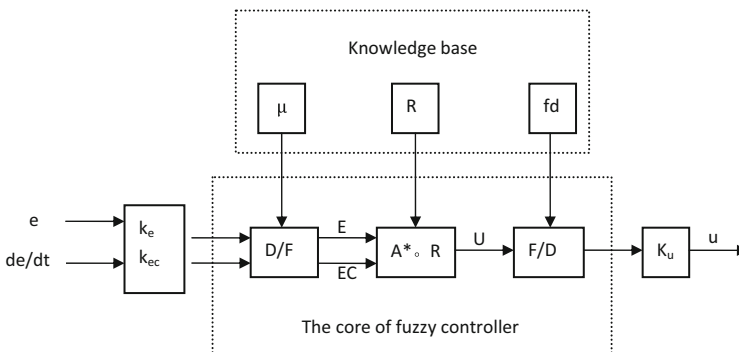 Knowledge base
μ R fd
e
de/dt
kₑ
kₑc
D/F
E
EC
A*∘ R
U
F/D
Kᵤ
u
The core of fuzzy controller